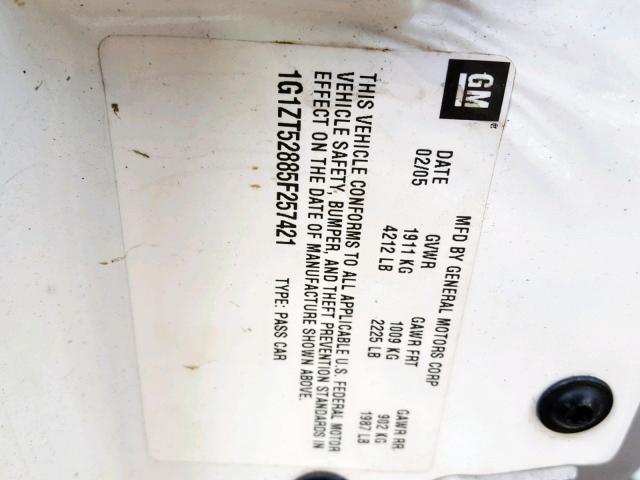 GM
MFD BY GENERAL MOTORS CORP
DATE GVWR GAWR FRT GAWR RR
02/05 1911 KG 1009 KG 902 KG
4212 LB 2225 LB 1987 LB
THIS VEHICLE CONFORMS TO ALL APPLICABLE U.S. FEDERAL MOTOR
VEHICLE SAFETY, BUMPER, AND THEFT PREVENTION STANDARDS IN
EFFECT ON THE DATE OF MANUFACTURE SHOWN ABOVE.
1G1ZT52885F257421 TYPE: PASS CAR